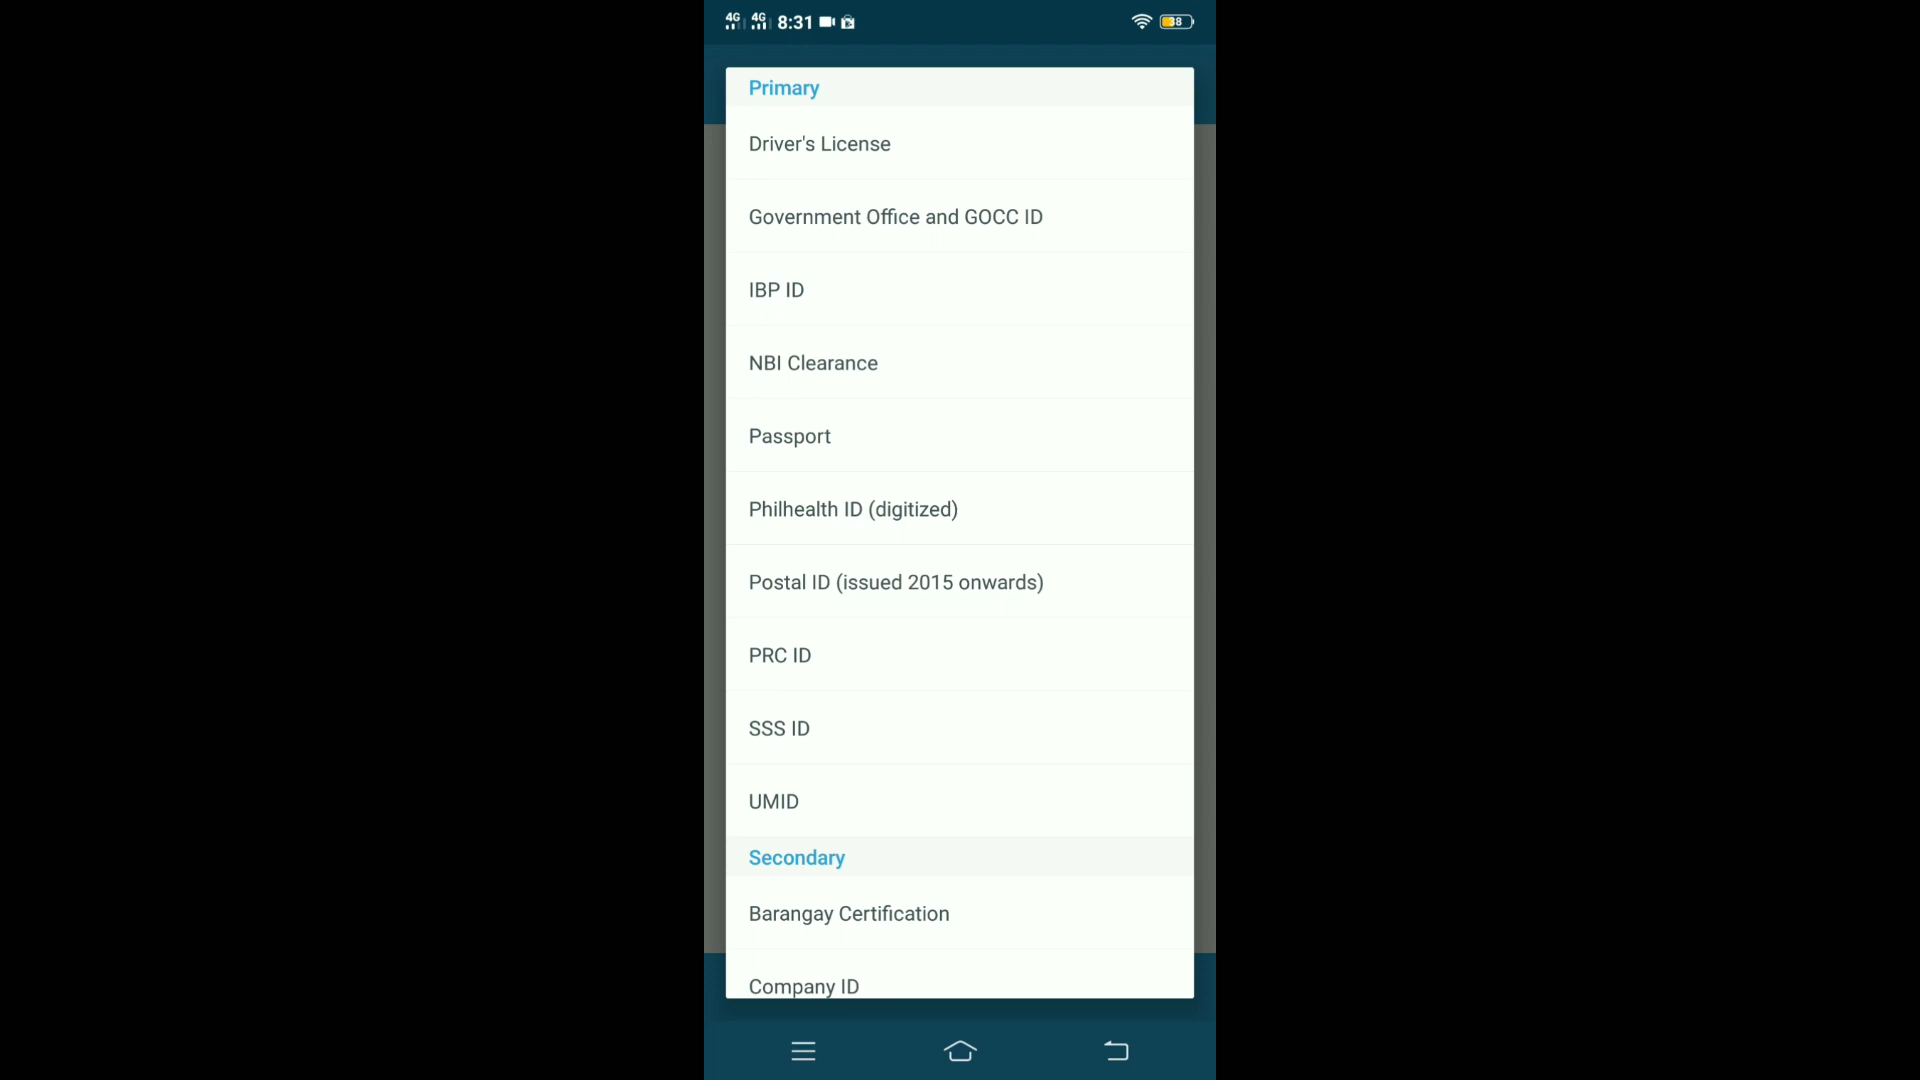 4G 4G 8:31 38
Primary
Driver's License
Government Office and GOCC ID
IBP ID
NBI Clearance
Passport
Philhealth ID (digitized)
Postal ID (issued 2015 onwards)
PRC ID
SSS ID
UMID
Secondary
Barangay Certification
Company ID